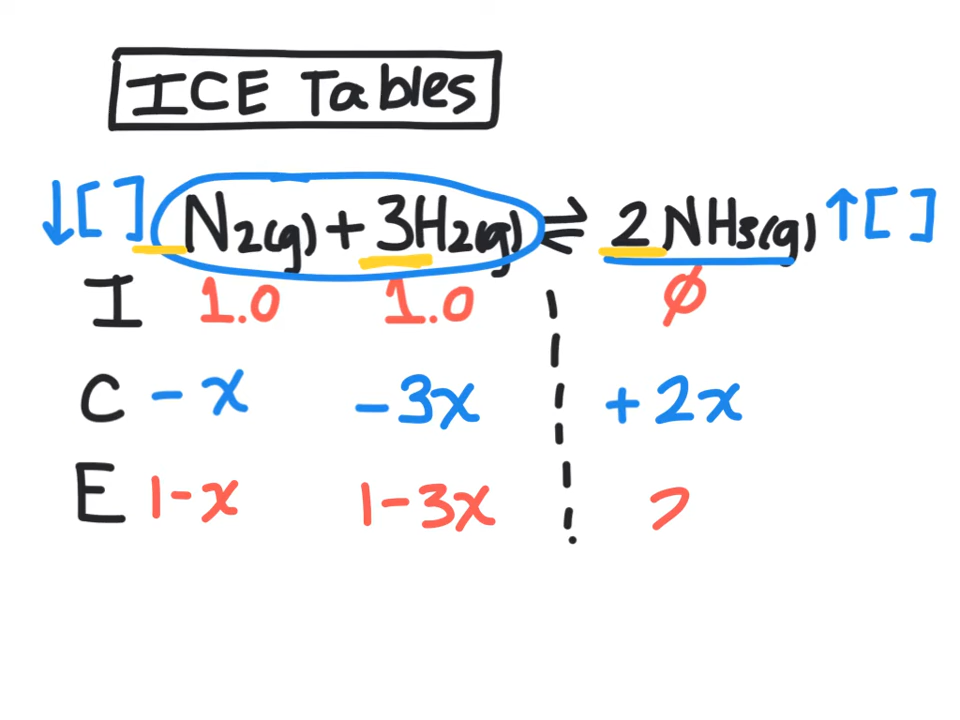 ICE Tables
↓[ ] N2(g) + 3H2(g) ⇌ 2NH3(g) ↑[ ]
I 1.0 1.0 ∅
C -x -3x +2x
E 1-x 1-3x